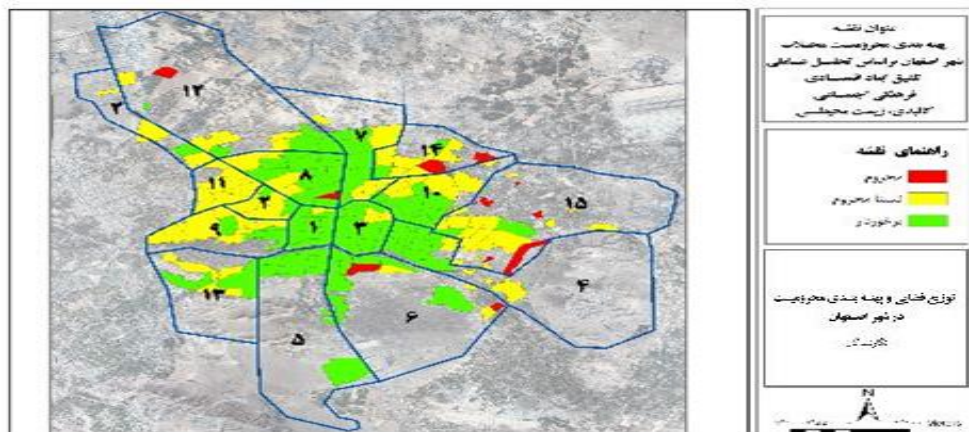 عنوان نقشه
پهنه بندی محرومیت محلات
شهر اصفهان براساس تحلیل عاملی
تلفیق ابعاد اقتصادی
فرهنگی اجتماعی
کالبدی، زیست محیطی
راهنمای نقشه
محروم
نسبتا محروم
برخوردار
توزیع فضایی و پهنه بندی محرومیت
در شهر اصفهان
N
Meters
۱۲
۲
۷
۱۴
۸
۱۱
۱۰
۱۵
۲
۹
۱
۳
۴
۱۳
۶
۵